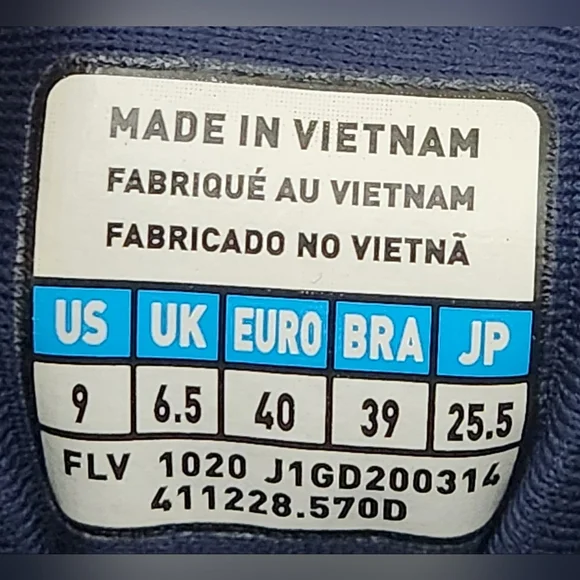 MADE IN VIETNAM
FABRIQUÉ AU VIETNAM
FABRICADO NO VIETNÃ
US UK EURO BRA JP
9 6.5 40 39 25.5
FLV 1020 J1GD200314
411228.570D